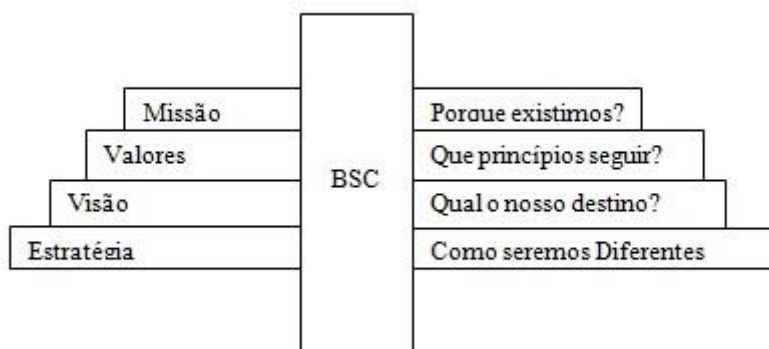 Missão Porque existimos?
Valores Que princípios seguir?
BSC
Visão Qual o nosso destino?
Estratégia Como seremos Diferentes